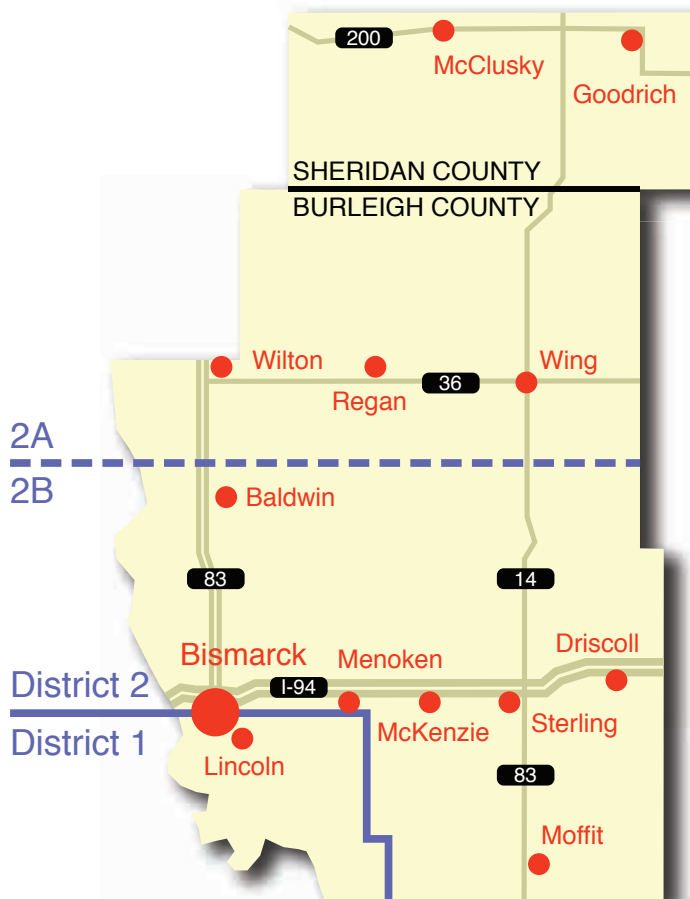 200
McClusky
Goodrich
SHERIDAN COUNTY
BURLEIGH COUNTY
Wilton
Wing
36
Regan
2A
2B
Baldwin
83
14
Driscoll
Bismarck
Menoken
District 2
I-94
District 1
McKenzie
Sterling
Lincoln
83
Moffit